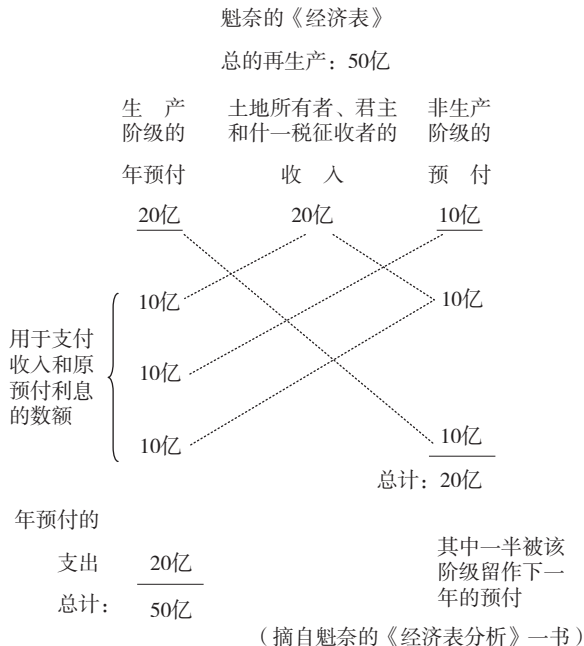 魁奈的《经济表》
总的再生产：50亿
生　产　土地所有者、君主　非生产
阶级的　和什一税征收者的　阶级的
年预付　收　入　预　付
20亿　20亿　10亿
10亿　10亿
用于支付
收入和原
预付利息
的数额
10亿
10亿　10亿
总计：20亿
年预付的
支出　20亿
总计：　50亿
其中一半被该
阶级留作下一
年的预付
（摘自魁奈的《经济表分析》一书）